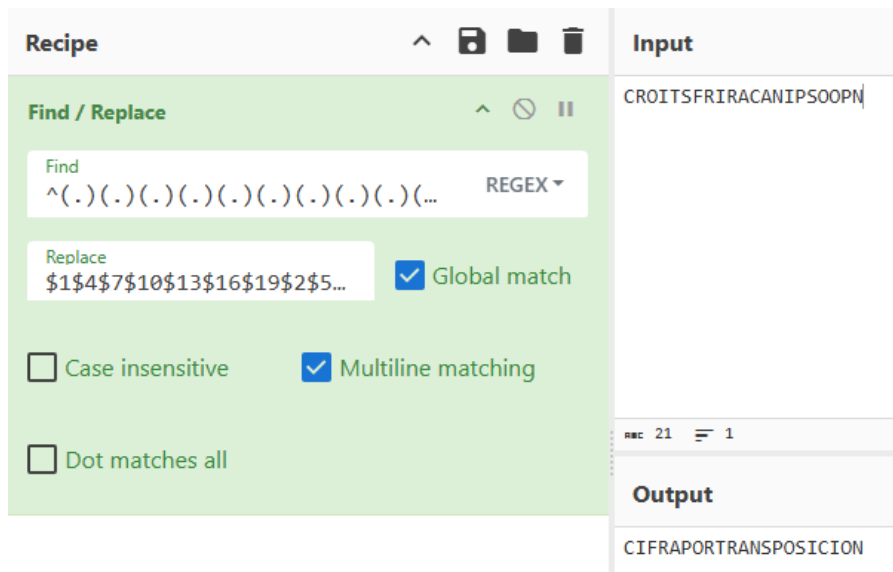 Recipe
Find / Replace
Find
^(.)(.)(.)(.)(.)(.)(.)(.)(.)(…
REGEX
Replace
$1$4$7$10$13$16$19$2$5…
Global match
Case insensitive
Multiline matching
Dot matches all
Input
CROITSFRIRACANIPSOOPN
ABC 21 1
Output
CIFRAPORTRANSPOSICION